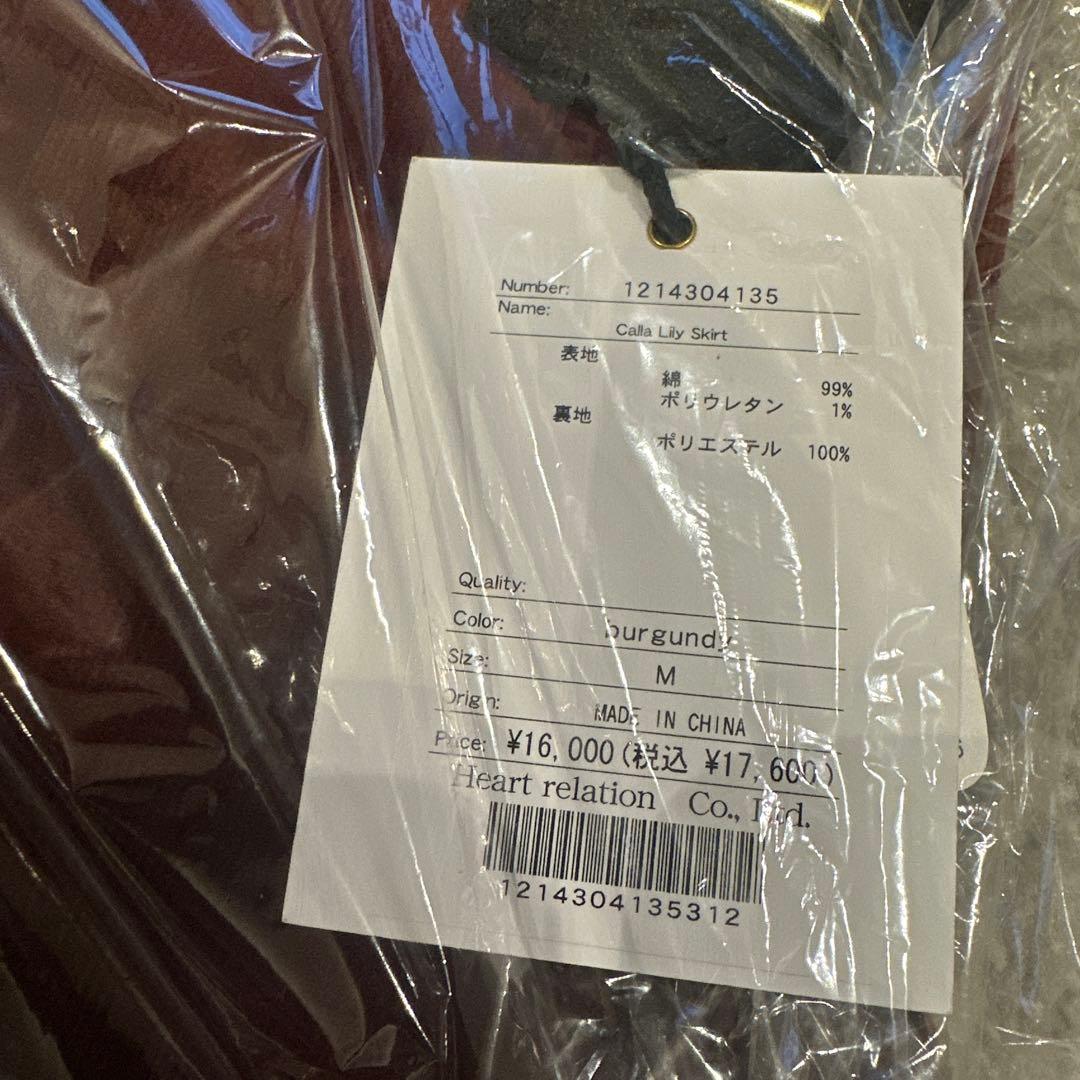 Number: 1214304135
Name:
Calla Lily Skirt
表地
綿 99%
ポリウレタン 1%
裏地
ポリエステル 100%
Quality:
Color: burgundy
Size: M
Origin: MADE IN CHINA
Price: ¥16,000(税込 ¥17,600)
Heart relation Co., Ltd.
1214304135312